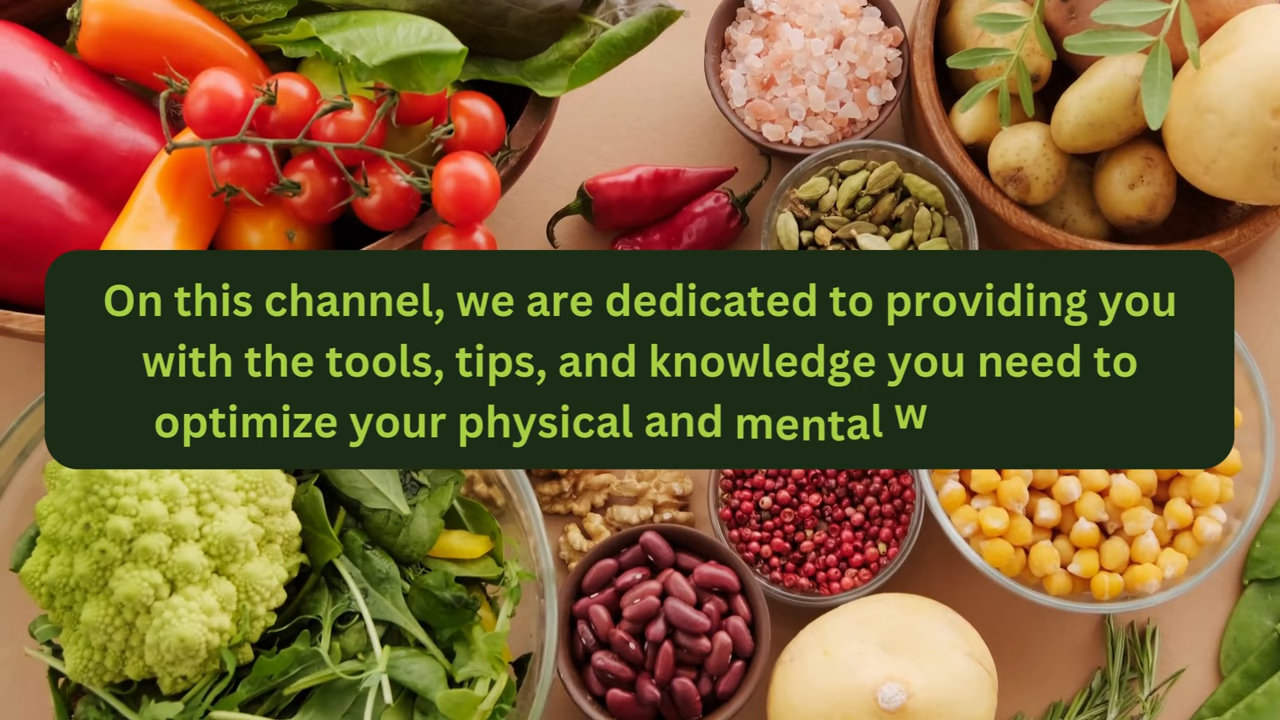 On this channel, we are dedicated to providing you
with the tools, tips, and knowledge you need to
optimize your physical and mental w